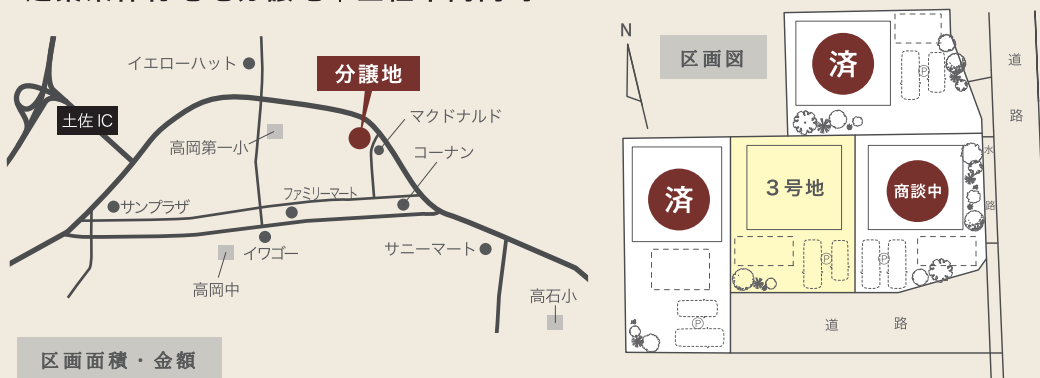 イエローハット
分譲地
土佐 IC
マクドナルド
高岡第一小
コーナン
ファミリーマート
サンプラザ
イワゴー
サニーマート
高岡中
高石小
区画面積・金額
N
区画図
済
P
道
路
水
路
済
3号地
商談中
P
P
P
道 路